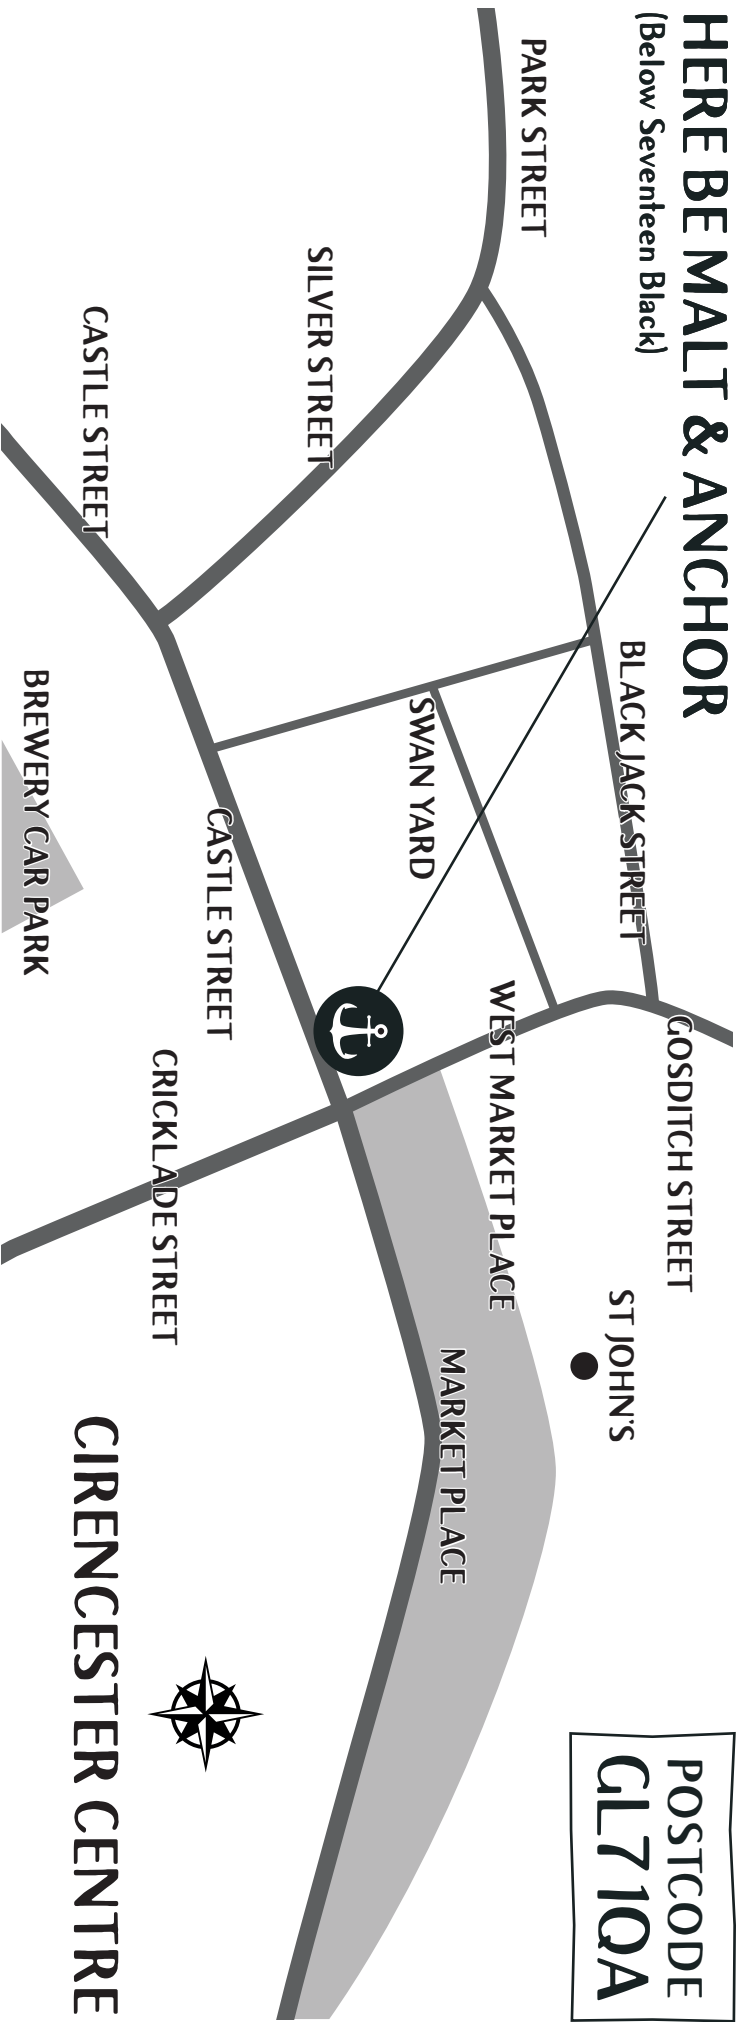 HERE BE MALT & ANCHOR
(Below Seventeen Black)
POSTCODE
GL7 1QA
PARK STREET
BLACK JACK STREET
GOSDITCH STREET
ST JOHN'S
SILVER STREET
SWAN YARD
WEST MARKET PLACE
MARKET PLACE
CASTLE STREET
CASTLE STREET
CRICKLADE STREET
BREWERY CAR PARK
CIRENCESTER CENTRE